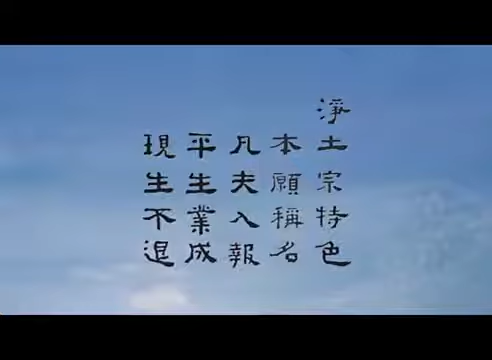 淨土宗特色
本願稱名
凡夫入報
平生業成
現生不退